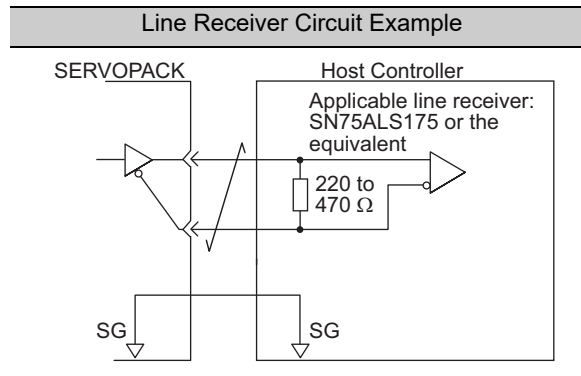 Line Receiver Circuit Example
SERVOPACK
Host Controller
Applicable line receiver:
SN75ALS175 or the
equivalent
220 to
470 Ω
SG
SG